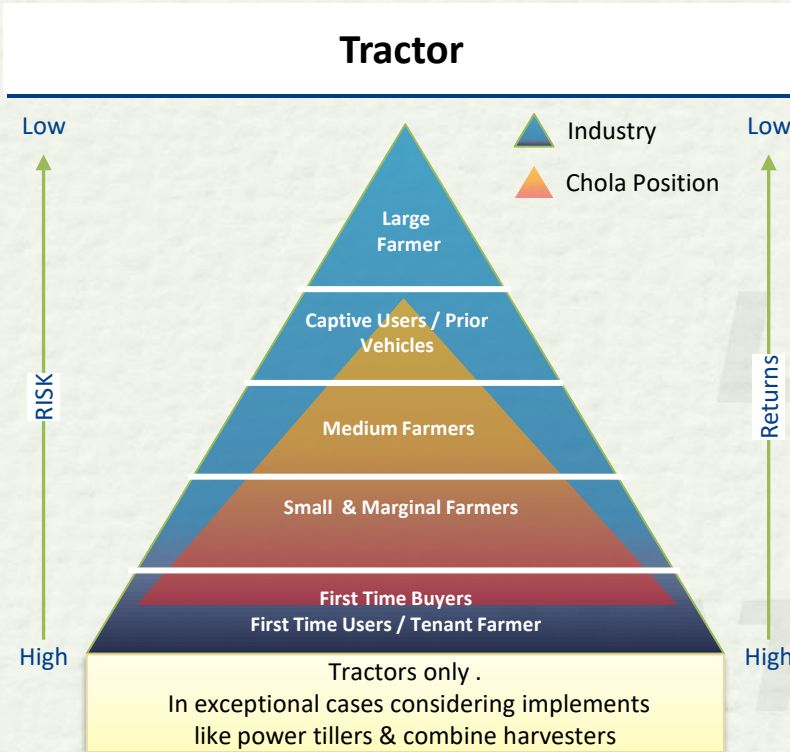 Tractor
Low
Low
Industry
Chola Position
Large
Farmer
Captive Users / Prior
Vehicles
RISK
Returns
Medium Farmers
Small & Marginal Farmers
First Time Buyers
First Time Users / Tenant Farmer
High
High
Tractors only .
In exceptional cases considering implements
like power tillers & combine harvesters